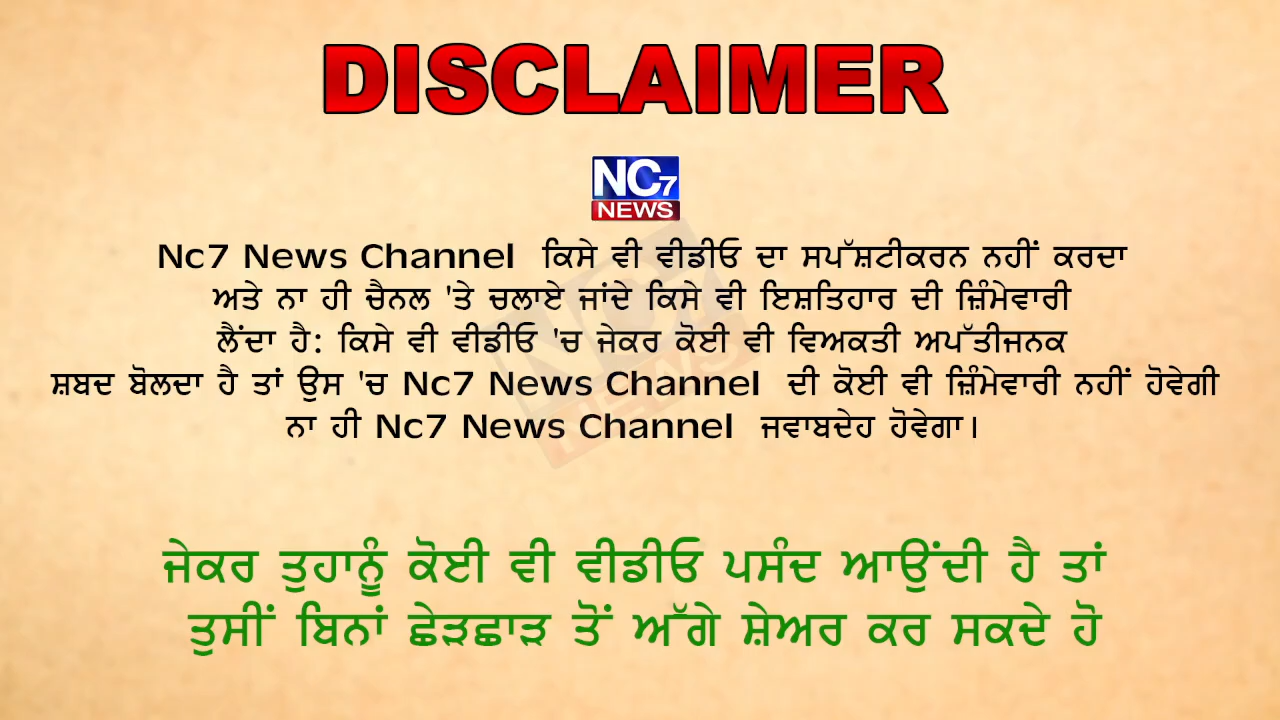 DISCLAIMER
NC7
NEWS
Nc7 News Channel ਕਿਸੇ ਵੀ ਵੀਡੀਓ ਦਾ ਸਪੱਸ਼ਟੀਕਰਨ ਨਹੀਂ ਕਰਦਾ
ਅਤੇ ਨਾ ਹੀ ਚੈਨਲ 'ਤੇ ਚਲਾਏ ਜਾਂਦੇ ਕਿਸੇ ਵੀ ਇਸ਼ਤਿਹਾਰ ਦੀ ਜ਼ਿੰਮੇਵਾਰੀ
ਲੈਂਦਾ ਹੈ: ਕਿਸੇ ਵੀ ਵੀਡੀਓ 'ਚ ਜੇਕਰ ਕੋਈ ਵੀ ਵਿਅਕਤੀ ਅਪੱਤੀਜਨਕ
ਸ਼ਬਦ ਬੋਲਦਾ ਹੈ ਤਾਂ ਉਸ 'ਚ Nc7 News Channel ਦੀ ਕੋਈ ਵੀ ਜ਼ਿੰਮੇਵਾਰੀ ਨਹੀਂ ਹੋਵੇਗੀ
ਨਾ ਹੀ Nc7 News Channel ਜਵਾਬਦੇਹ ਹੋਵੇਗਾ।
ਜੇਕਰ ਤੁਹਾਨੂੰ ਕੋਈ ਵੀ ਵੀਡੀਓ ਪਸੰਦ ਆਉਂਦੀ ਹੈ ਤਾਂ
ਤੁਸੀਂ ਬਿਨਾਂ ਛੇੜਛਾੜ ਤੋਂ ਅੱਗੇ ਸ਼ੇਅਰ ਕਰ ਸਕਦੇ ਹੋ